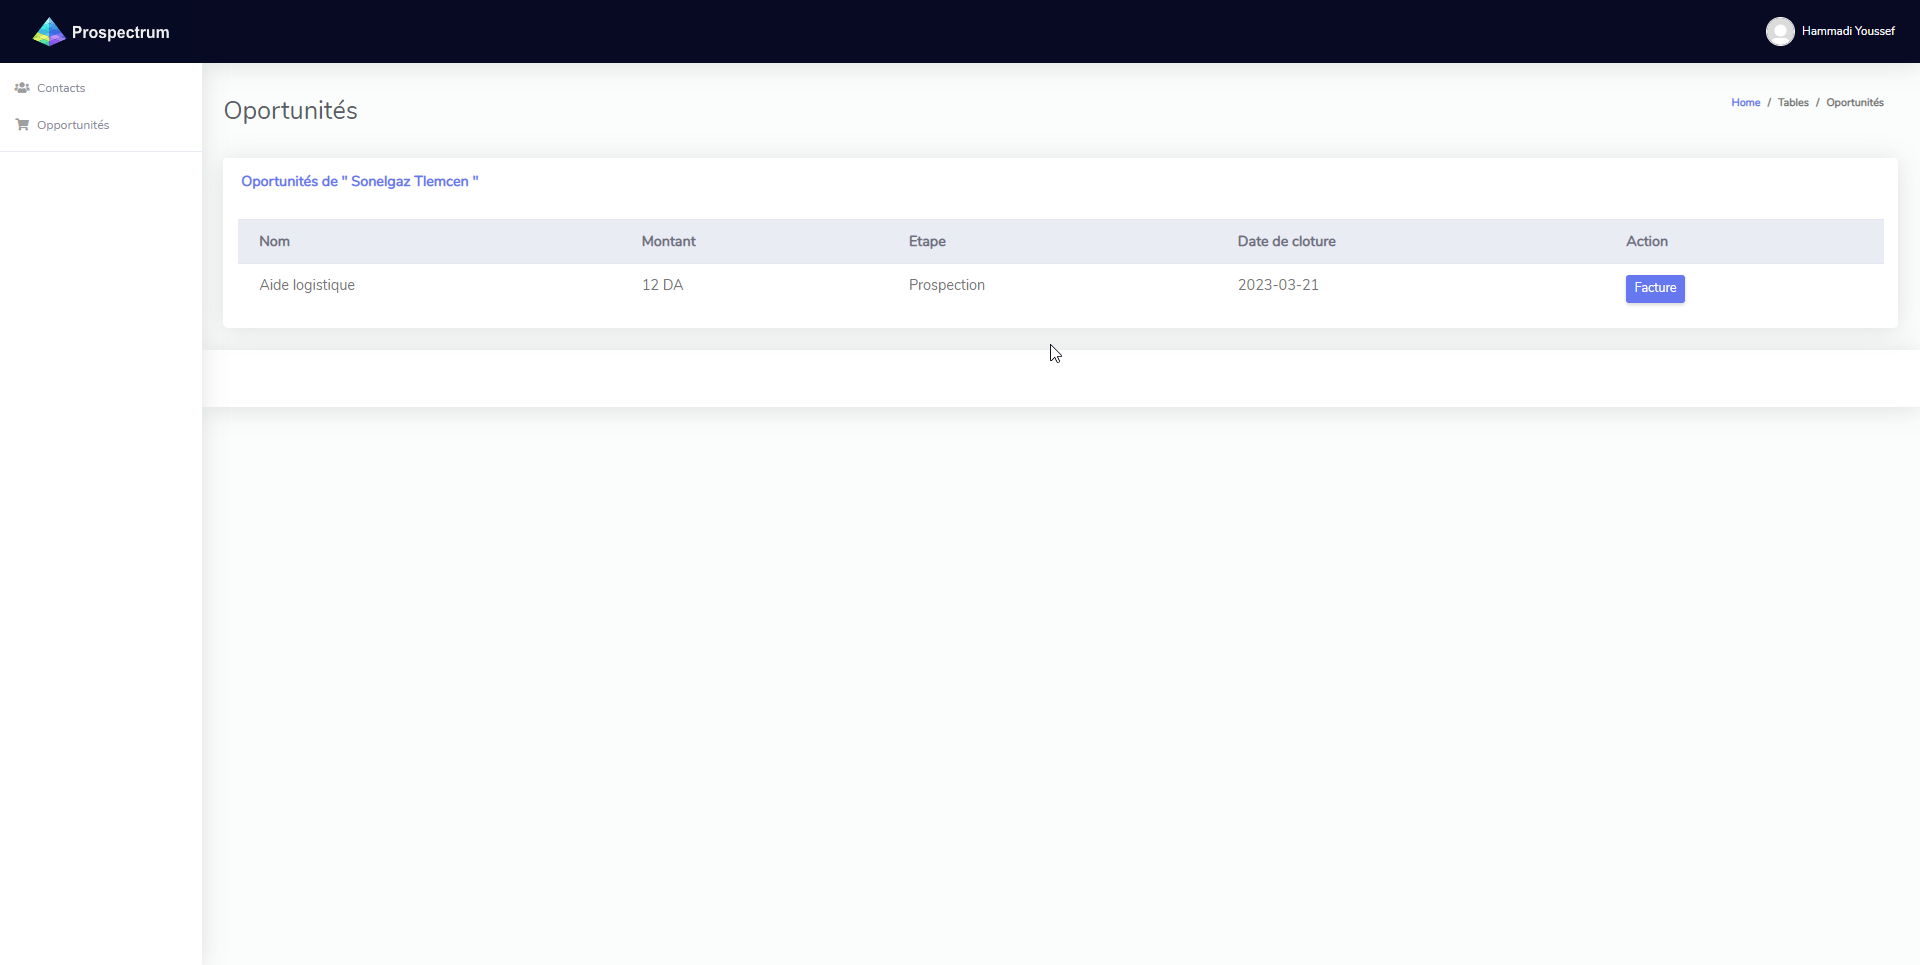 Prospectrum
Hammadi Youssef
Contacts
Opportunités
Oportunités
Home / Tables / Oportunités
Oportunités de " Sonelgaz Tlemcen "
Nom Montant Etape Date de cloture Action
Aide logistique 12 DA Prospection 2023-03-21 Facture